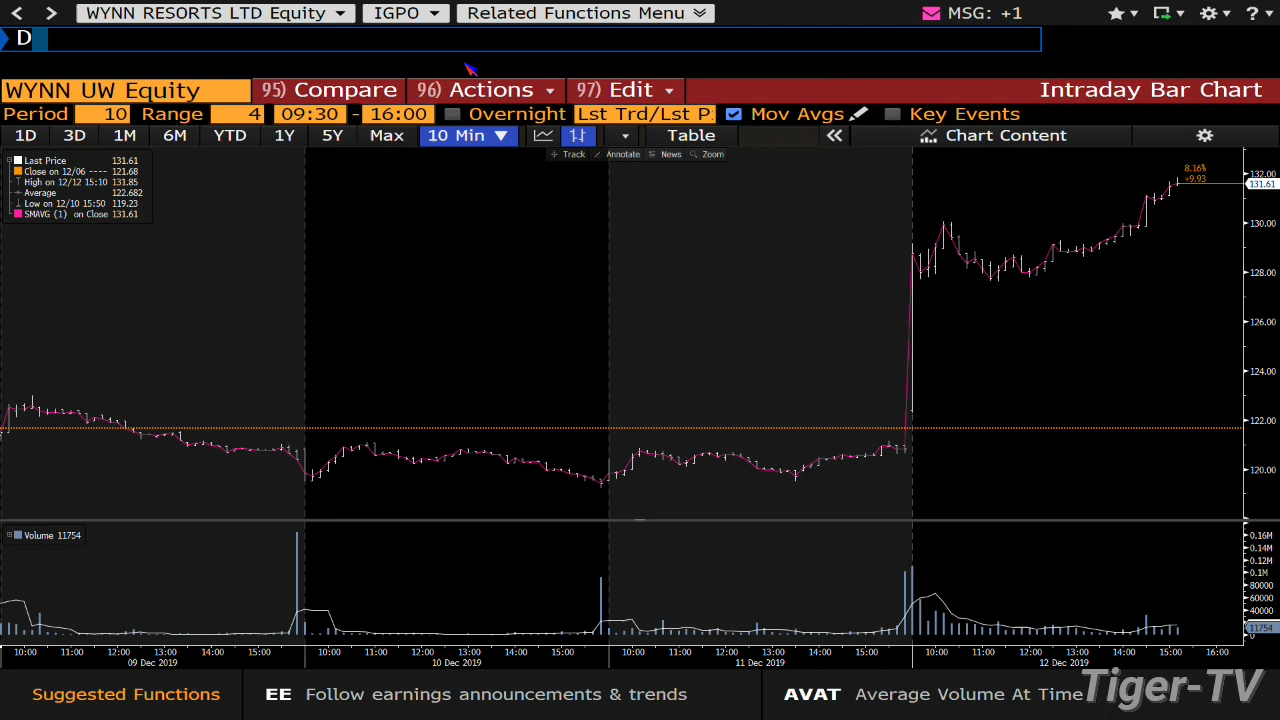 WYNN RESORTS LTD Equity IGPO Related Functions Menu MSG: +1 ?
D
WYNN UW Equity 95) Compare 96) Actions 97) Edit Intraday Bar Chart
Period 10 Range 4 09:30 - 16:00 Overnight Lst Trd/Lst P Mov Avgs Key Events
1D 3D 1M 6M YTD 1Y 5Y Max 10 Min Table Chart Content
Track Annotate News Zoom
Last Price 131.61
Close on 12/06 ---- 121.68
High on 12/12 15:10 131.85
Average 122.682
Low on 12/10 15:50 119.23
SMAVG (1) on Close 131.61
8.16%
+9.93
132.00
131.61
130.00
128.00
126.00
124.00
122.00
120.00
Volume 11754
0.16M
0.14M
0.12M
0.1M
80000
60000
40000
11754
0
10:00 11:00 12:00 13:00 14:00 15:00 10:00 11:00 12:00 13:00 14:00 15:00 10:00 11:00 12:00 13:00 14:00 15:00 10:00 11:00 12:00 13:00 14:00 15:00 16:00
09 Dec 2019 10 Dec 2019 11 Dec 2019 12 Dec 2019
Suggested Functions EE Follow earnings announcements & trends AVAT Average Volume At Time
Tiger-TV